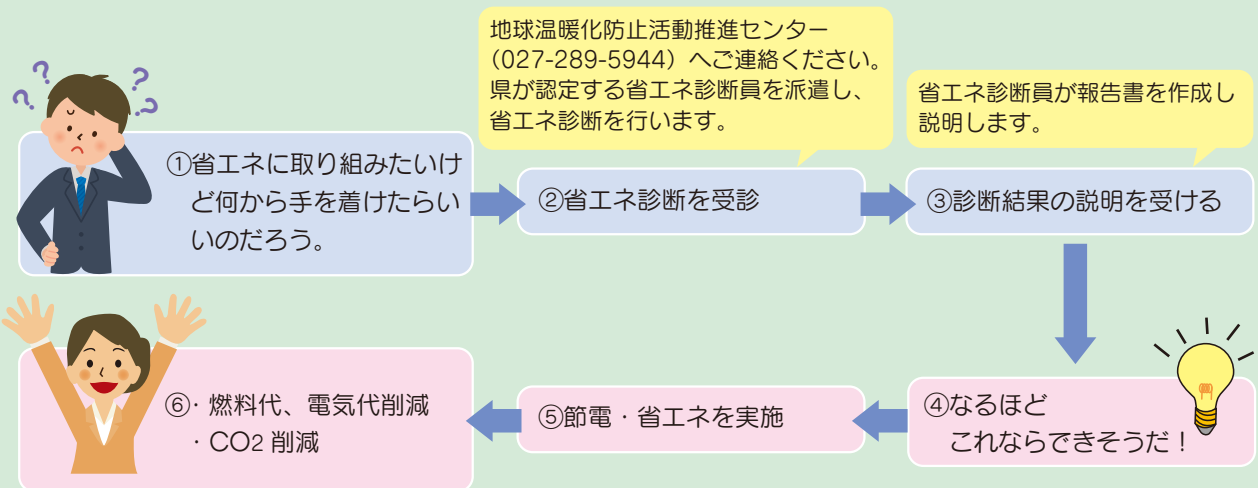 地球温暖化防止活動推進センター
（027-289-5944）へご連絡ください。
県が認定する省エネ診断員を派遣し、
省エネ診断を行います。
省エネ診断員が報告書を作成し
説明します。
? ? ? ?
①省エネに取り組みたいけ
ど何から手を着けたらい
いのだろう。
②省エネ診断を受診
③診断結果の説明を受ける
④なるほど
これならできそうだ！
⑤節電・省エネを実施
⑥・燃料代、電気代削減
・CO2 削減